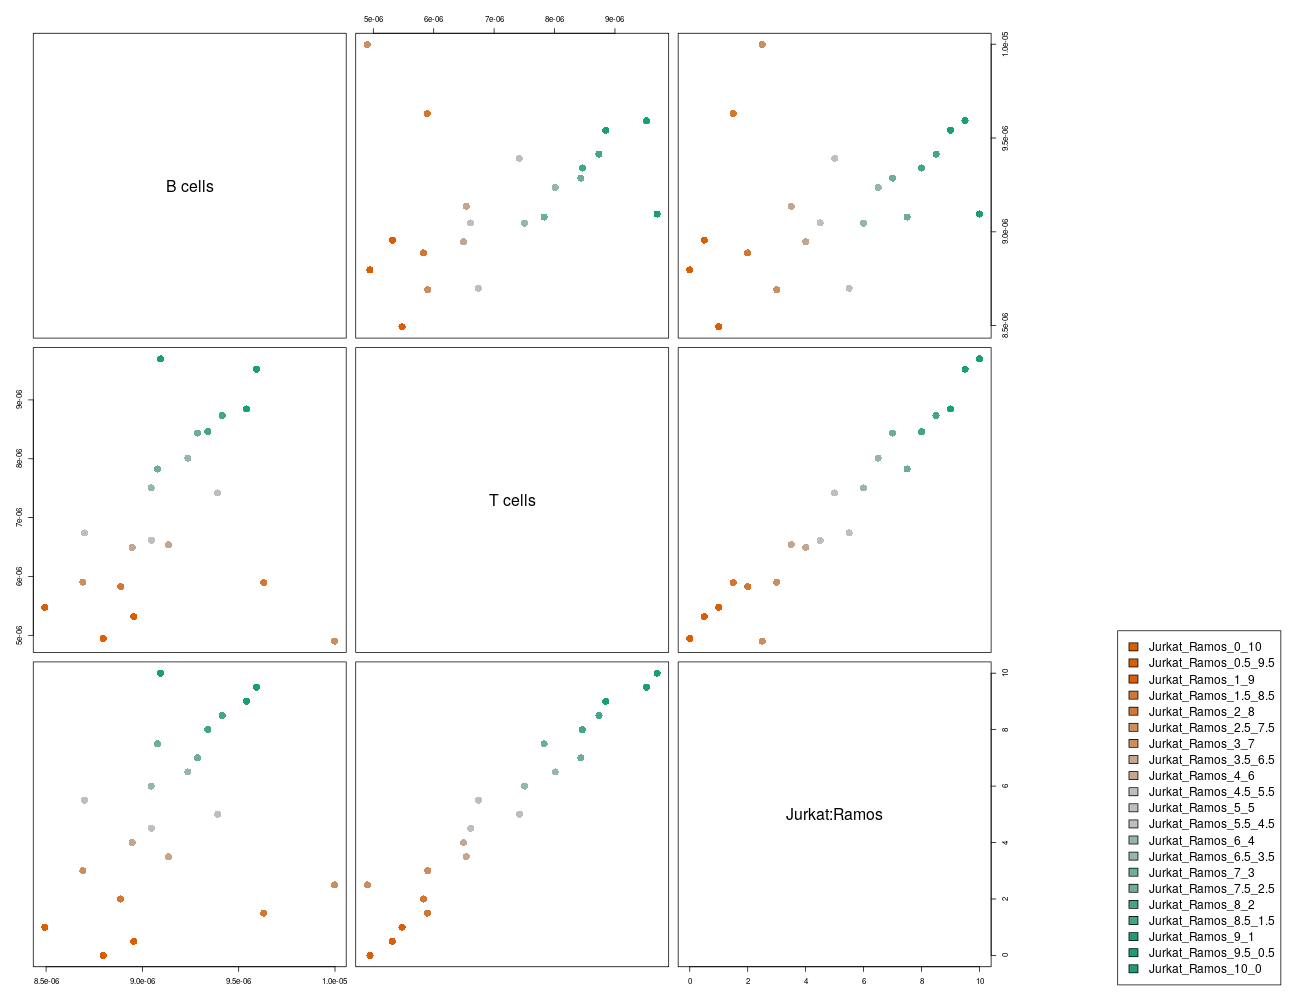 5e-06 6e-06 7e-06 8e-06 9e-06
B cells
8.5e-06 9.0e-06 9.5e-06 1.0e-05
5e-06 6e-06 7e-06 8e-06 9e-06
T cells
Jurkat:Ramos
0 2 4 6 8 10
8.5e-06 9.0e-06 9.5e-06 1.0e-05
0 2 4 6 8 10
Jurkat_Ramos_0_10
Jurkat_Ramos_0.5_9.5
Jurkat_Ramos_1_9
Jurkat_Ramos_1.5_8.5
Jurkat_Ramos_2_8
Jurkat_Ramos_2.5_7.5
Jurkat_Ramos_3_7
Jurkat_Ramos_3.5_6.5
Jurkat_Ramos_4_6
Jurkat_Ramos_4.5_5.5
Jurkat_Ramos_5_5
Jurkat_Ramos_5.5_4.5
Jurkat_Ramos_6_4
Jurkat_Ramos_6.5_3.5
Jurkat_Ramos_7_3
Jurkat_Ramos_7.5_2.5
Jurkat_Ramos_8_2
Jurkat_Ramos_8.5_1.5
Jurkat_Ramos_9_1
Jurkat_Ramos_9.5_0.5
Jurkat_Ramos_10_0